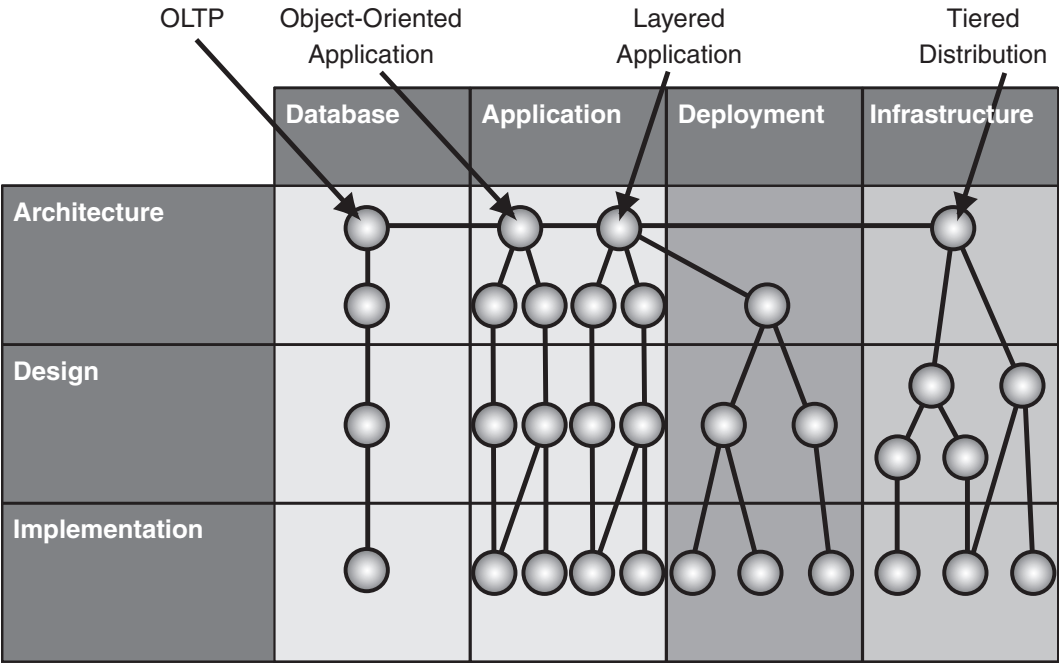 OLTP
Object-Oriented
Application
Layered
Application
Tiered
Distribution
Database
Application
Deployment
Infrastructure
Architecture
Design
Implementation